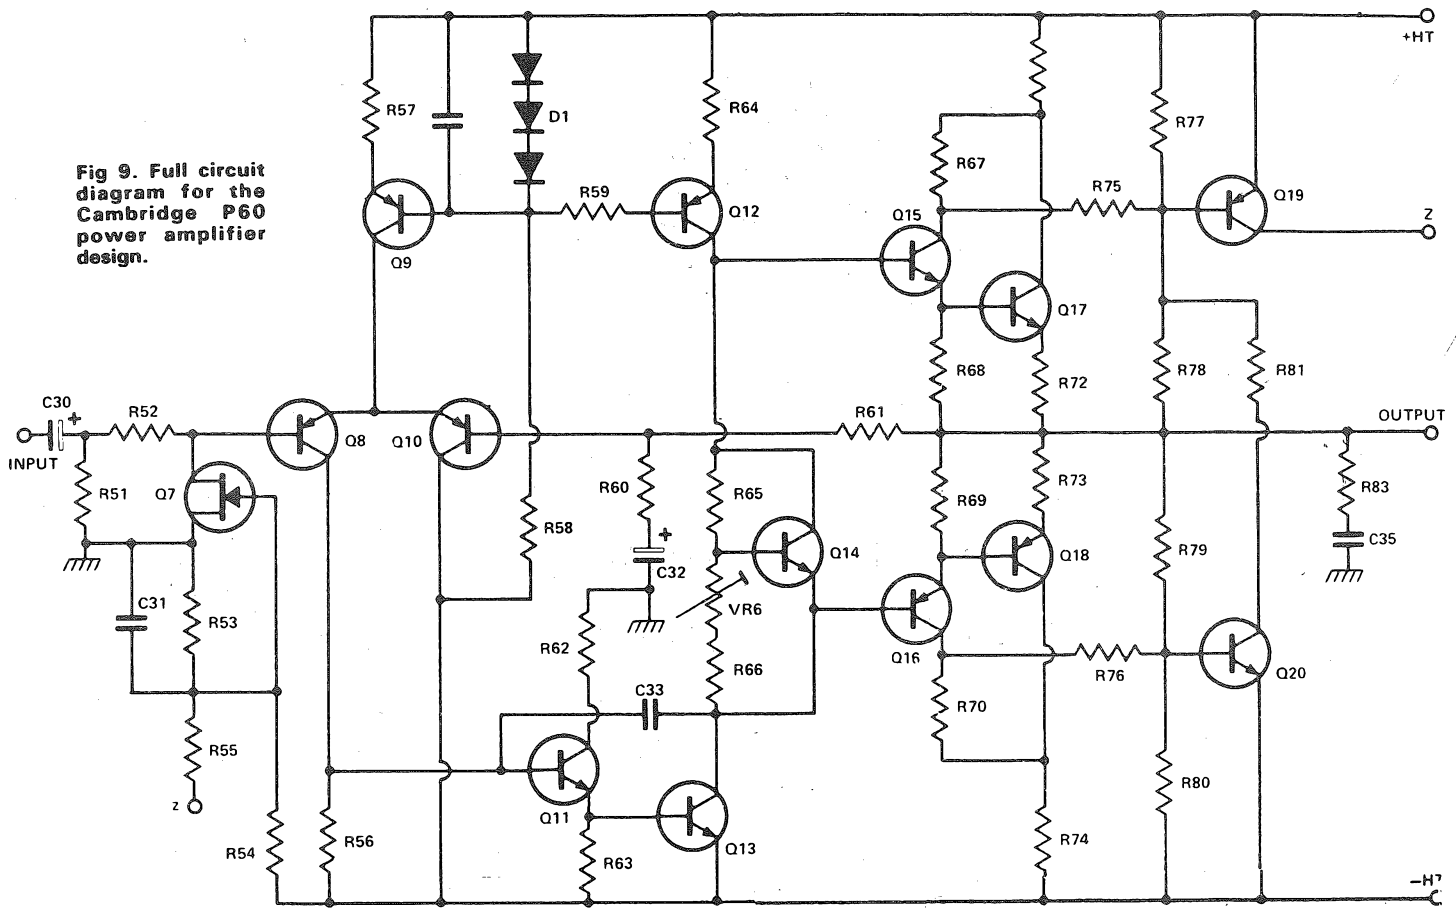 +HT
R57
D1
R64
R77
Fig 9. Full circuit
diagram for the
Cambridge P60
power amplifier
design.
R67
R59
R75
Q12
Q15
Q19
Z
Q9
Q17
R68
R72
R78
R81
C30
+
R52
R61
OUTPUT
INPUT
Q8
Q10
R51
Q7
R60
R65
R69
R73
R83
R58
+
C32
Q14
Q18
R79
C35
C31
R53
VR6
R62
Q16
R76
Q20
R66
C33
R70
R55
R80
Z
Q11
R54
R56
R63
Q13
R74